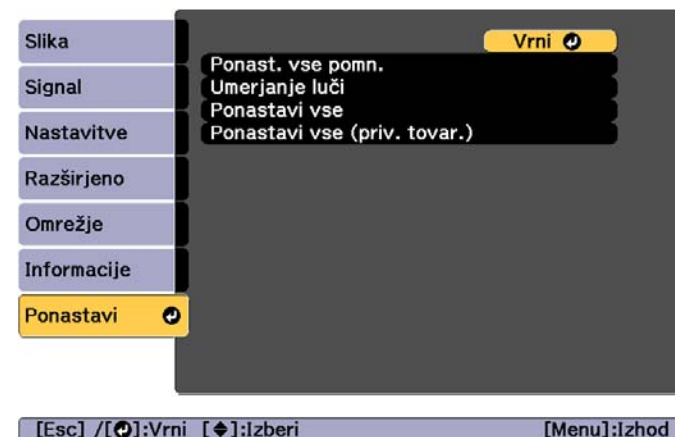 Slika
Signal
Nastavitve
Razširjeno
Omrežje
Informacije
Ponastavi
Vrni
Ponast. vse pomn.
Umerjanje luči
Ponastavi vse
Ponastavi vse (priv. tovar.)
[Esc] /[⏎]:Vrni [♦]:Izberi [Menu]:Izhod